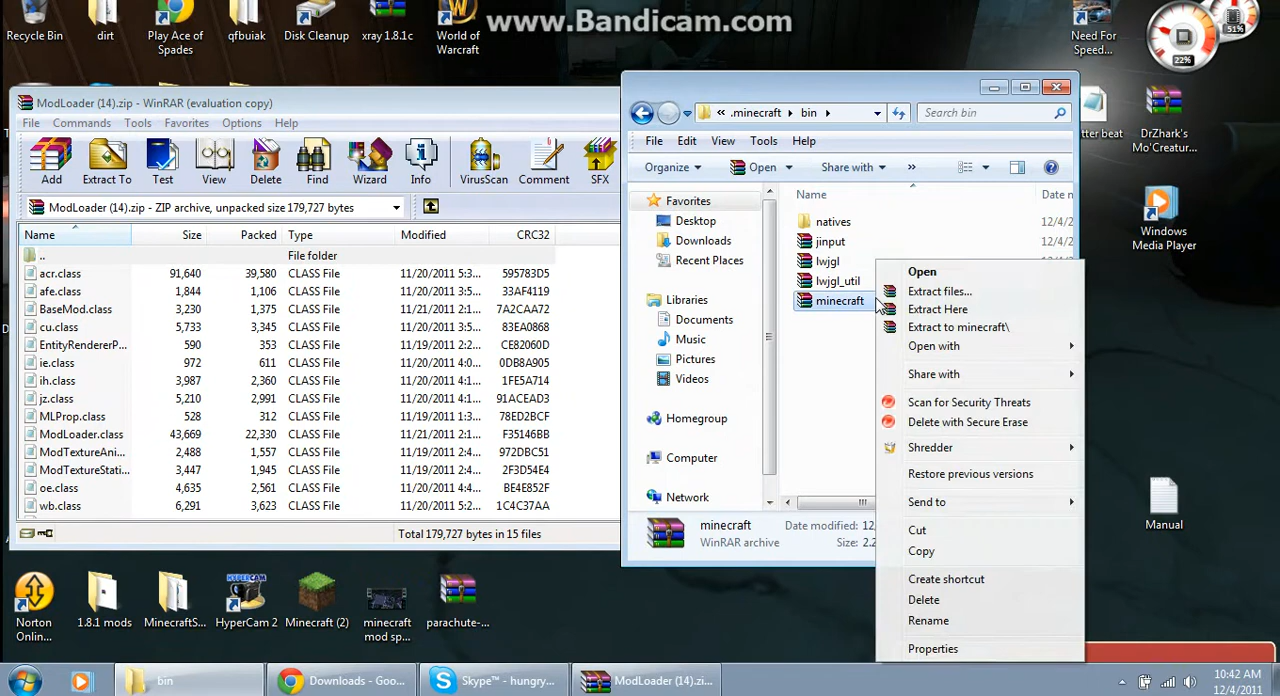 www.Bandicam.com
Recycle Bin
dirt
Play Ace of
Spades
qfbuiak
Disk Cleanup
xray 1.8.1c
World of
Warcraft
Need For
Speed...
51%
22%
DrZhark's
Mo'Creatur...
Windows
Media Player
Manual
ModLoader (14).zip - WinRAR (evaluation copy)
File Commands Tools Favorites Options Help
Add Extract To Test View Delete Find Wizard Info VirusScan Comment SFX
ModLoader (14).zip - ZIP archive, unpacked size 179,727 bytes
Name Size Packed Type Modified CRC32
.. File folder
acr.class 91,640 39,580 CLASS File 11/20/2011 5:3... 595783D5
afe.class 1,844 1,106 CLASS File 11/20/2011 3:5... 33AF4119
BaseMod.class 3,230 1,375 CLASS File 11/21/2011 2:1... 7A2CAA72
cu.class 5,733 3,345 CLASS File 11/20/2011 3:5... 83EA0868
EntityRendererP... 590 353 CLASS File 11/19/2011 2:4... CE82060D
ie.class 972 611 CLASS File 11/20/2011 4:0... 0DB8A905
ih.class 3,987 2,360 CLASS File 11/20/2011 3:5... 1FE5A714
jz.class 5,210 2,991 CLASS File 11/20/2011 3:5... 91ACEAD3
MLProp.class 528 312 CLASS File 11/19/2011 1:3... 78ED2BCF
ModLoader.class 43,669 22,330 CLASS File 11/21/2011 2:1... F35146BB
ModTextureAni... 2,488 1,557 CLASS File 11/19/2011 2:4... 972DBC51
ModTextureStati... 3,447 1,945 CLASS File 11/19/2011 2:4... 2F3D54E4
oe.class 4,635 2,561 CLASS File 11/20/2011 3:5... BE4E852F
wb.class 6,291 3,623 CLASS File 11/20/2011 3:5... 1C4CF37A
Total 179,727 bytes in 15 files
« .minecraft bin
Search bin
File Edit View Tools Help
Organize Open Share with »
Favorites
Desktop
Downloads
Recent Places
Libraries
Documents
Music
Pictures
Videos
Homegroup
Computer
Network
Name Date n
natives 12/4/2
jinput 12/4/2
lwjgl
lwjgl_util
minecraft
minecraft Date modified: 12,
WinRAR archive Size: 2.2
Open
Extract files...
Extract Here
Extract to minecraft\
Open with
Share with
Scan for Security Threats
Delete with Secure Erase
Shredder
Restore previous versions
Send to
Cut
Copy
Create shortcut
Delete
Rename
Properties
Norton
Onlin...
1.8.1 mods
MinecraftS...
HyperCam 2
Minecraft (2)
minecraft
mod sp...
parachute-...
bin
Downloads - Goo...
Skype™ - hungry...
ModLoader (14).zi...
10:42 AM
12/4/2011